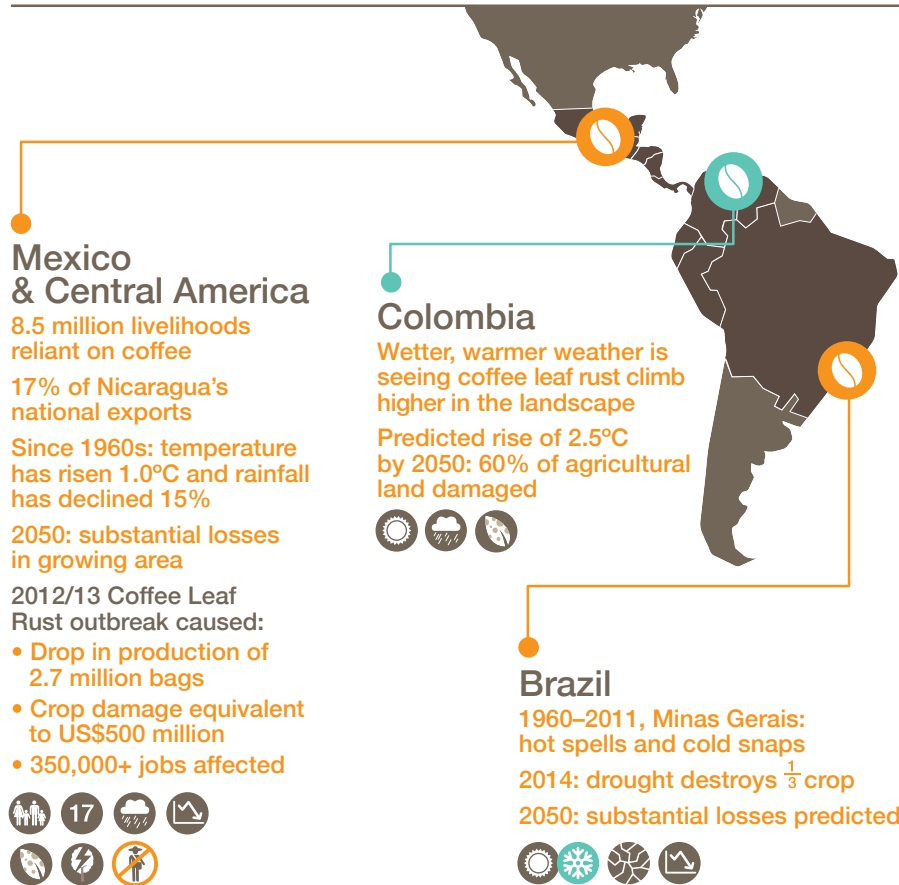 Mexico
& Central America
8.5 million livelihoods
reliant on coffee
17% of Nicaragua’s
national exports
Since 1960s: temperature
has risen 1.0ºC and rainfall
has declined 15%
2050: substantial losses
in growing area
2012/13 Coffee Leaf
Rust outbreak caused:
• Drop in production of
2.7 million bags
• Crop damage equivalent
to US$500 million
• 350,000+ jobs affected
17
Colombia
Wetter, warmer weather is
seeing coffee leaf rust climb
higher in the landscape
Predicted rise of 2.5ºC
by 2050: 60% of agricultural
land damaged
Brazil
1960–2011, Minas Gerais:
hot spells and cold snaps
2014: drought destroys 1/3 crop
2050: substantial losses predicted